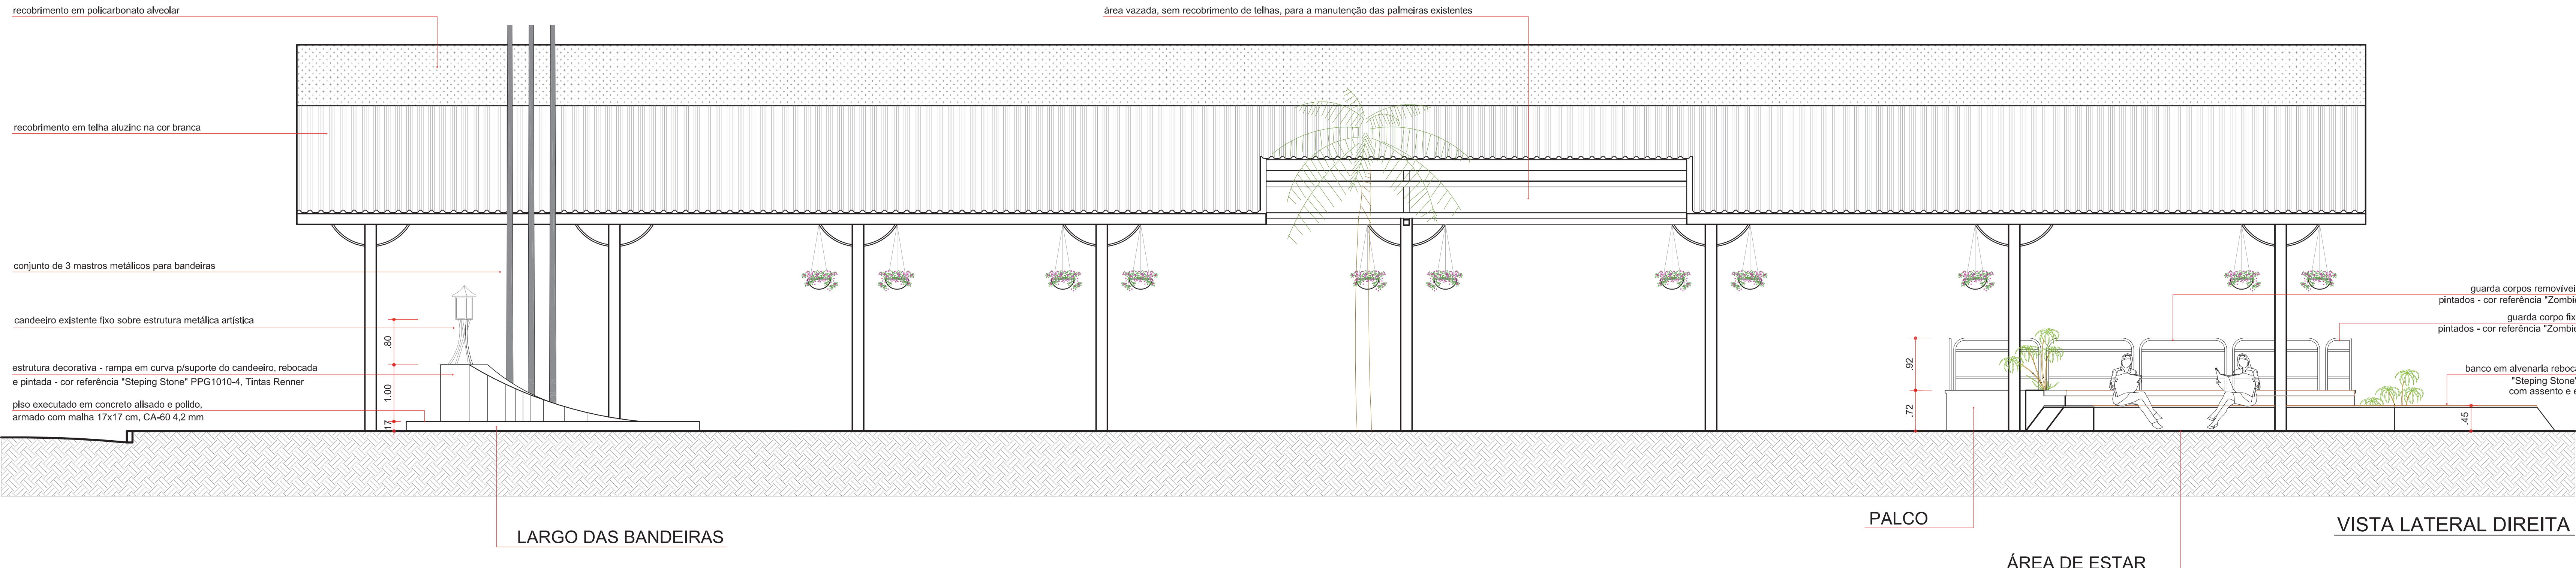 recobrimento em policarbonato alveolar
área vazada, sem recobrimento de telhas, para a manutenção das palmeiras existentes
recobrimento em telha aluzinc na cor branca
conjunto de 3 mastros metálicos para bandeiras
candeeiro existente fixo sobre estrutura metálica artística
estrutura decorativa - rampa em curva p/suporte do candeeiro, rebocada
e pintada - cor referência "Steping Stone" PPG1010-4, Tintas Renner
piso executado em concreto alisado e polido,
armado com malha 17x17 cm, CA-60 4,2 mm
.80
1.00
.17
.92
.72
guarda corpos removívei
pintados - cor referência "Zombie
guarda corpo fix
pintados - cor referência "Zombie
banco em alvenaria reboca
"Steping Stone"
com assento e e
.45
LARGO DAS BANDEIRAS
PALCO
VISTA LATERAL DIREITA
ÁREA DE ESTAR